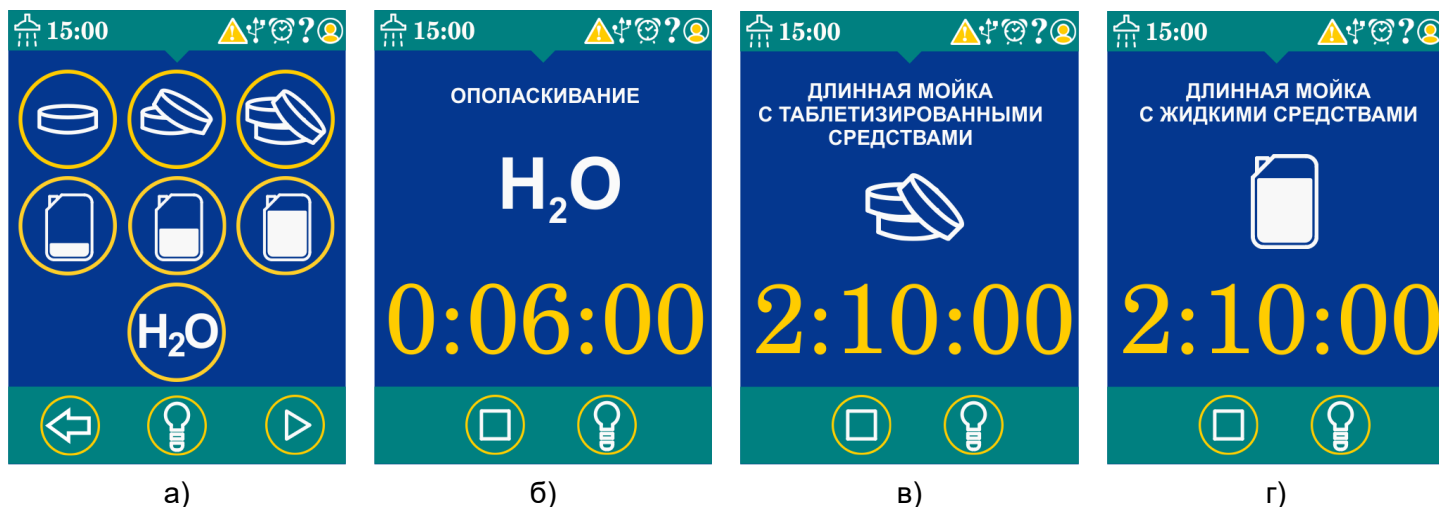 15:00 ?
H₂O
а)
15:00 ?
ОПОЛАСКИВАНИЕ
H₂O
0:06:00
б)
15:00 ?
ДЛИННАЯ МОЙКА
С ТАБЛЕТИЗИРОВАННЫМИ
СРЕДСТВАМИ
2:10:00
в)
15:00 ?
ДЛИННАЯ МОЙКА
С ЖИДКИМИ СРЕДСТВАМИ
2:10:00
г)